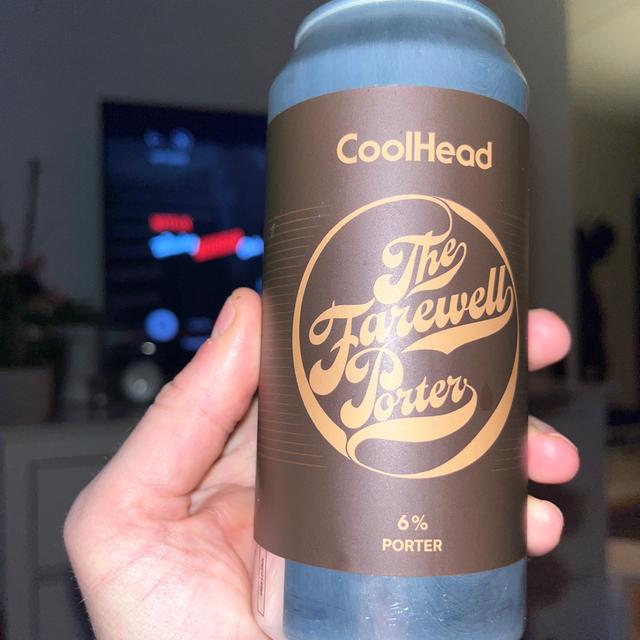 CoolHead
The
Farewell
Porter
6%
PORTER